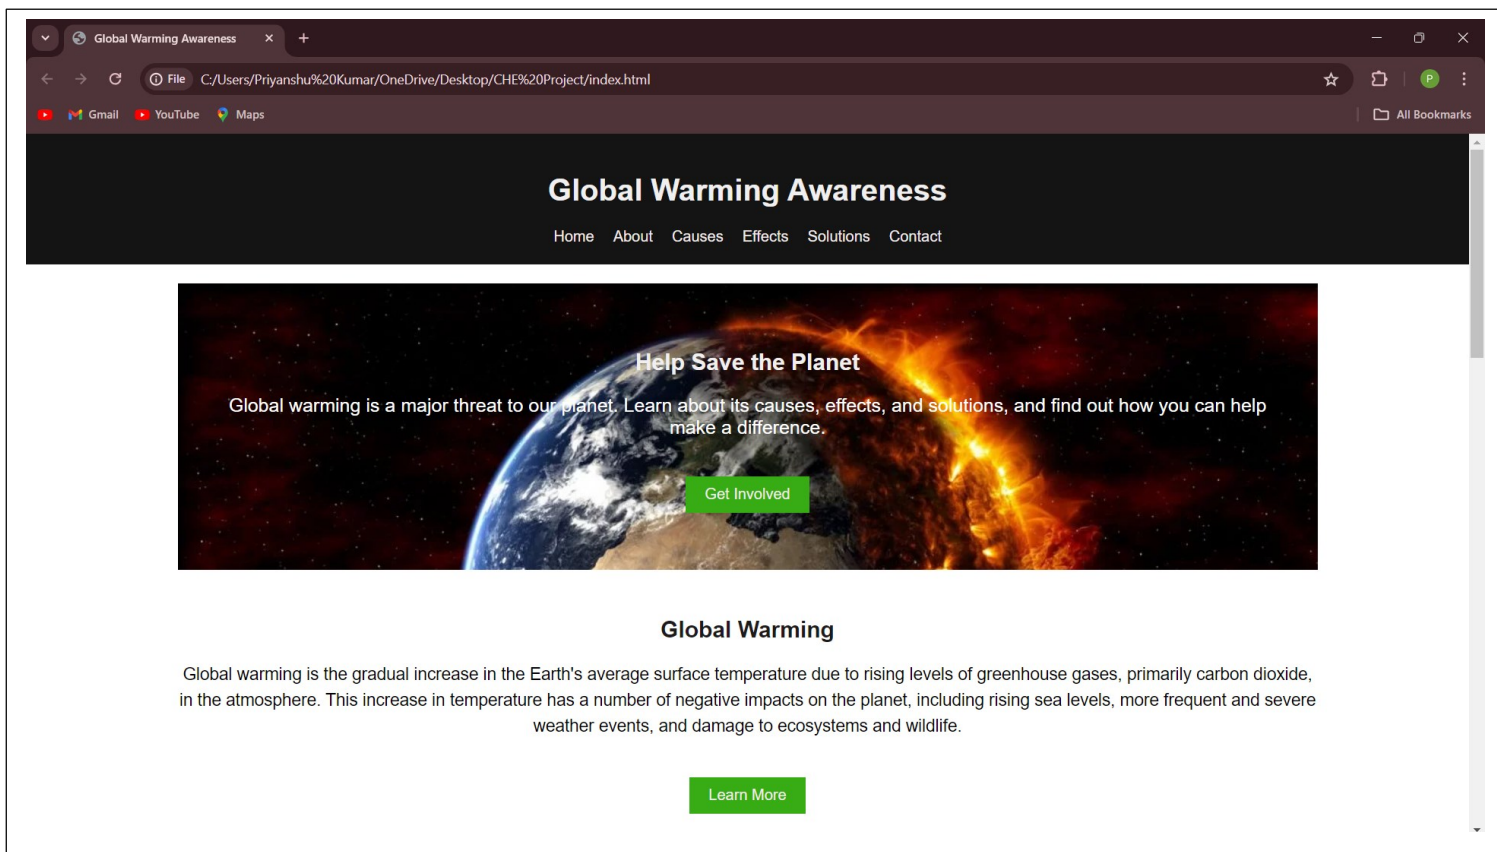 Global Warming Awareness
File C:/Users/Priyanshu%20Kumar/OneDrive/Desktop/CHE%20Project/index.html
P
Gmail YouTube Maps All Bookmarks
Global Warming Awareness
Home About Causes Effects Solutions Contact
Help Save the Planet
Global warming is a major threat to our planet. Learn about its causes, effects, and solutions, and find out how you can help
make a difference.
Get Involved
Global Warming
Global warming is the gradual increase in the Earth's average surface temperature due to rising levels of greenhouse gases, primarily carbon dioxide,
in the atmosphere. This increase in temperature has a number of negative impacts on the planet, including rising sea levels, more frequent and severe
weather events, and damage to ecosystems and wildlife.
Learn More